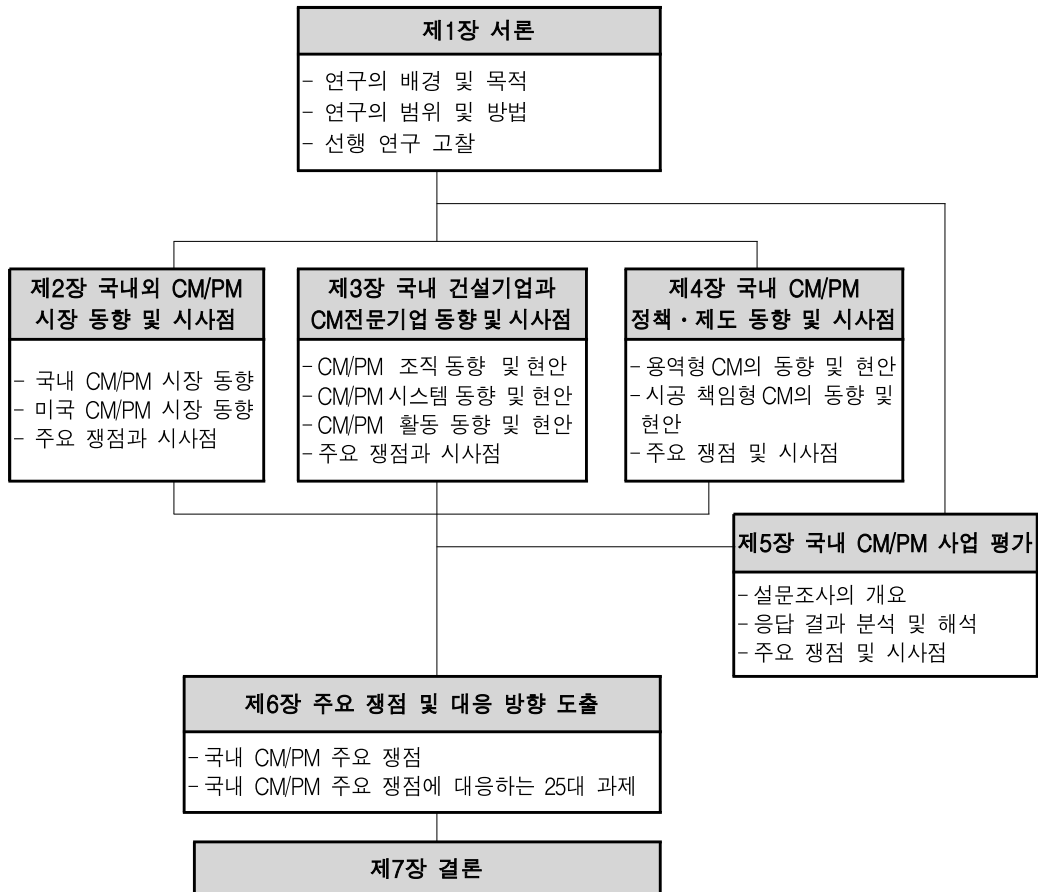 제1장 서론
- 연구의 배경 및 목적
- 연구의 범위 및 방법
- 선행 연구 고찰
제2장 국내외 CM/PM
시장 동향 및 시사점
- 국내 CM/PM 시장 동향
- 미국 CM/PM 시장 동향
- 주요 쟁점과 시사점
제3장 국내 건설기업과
CM전문기업 동향 및 시사점
- CM/PM 조직 동향 및 현안
- CM/PM 시스템 동향 및 현안
- CM/PM 활동 동향 및 현안
- 주요 쟁점과 시사점
제4장 국내 CM/PM
정책・제도 동향 및 시사점
- 용역형 CM의 동향 및 현안
- 시공 책임형 CM의 동향 및
현안
- 주요 쟁점 및 시사점
제5장 국내 CM/PM 사업 평가
- 설문조사의 개요
- 응답 결과 분석 및 해석
- 주요 쟁점 및 시사점
제6장 주요 쟁점 및 대응 방향 도출
- 국내 CM/PM 주요 쟁점
- 국내 CM/PM 주요 쟁점에 대응하는 25대 과제
제7장 결론